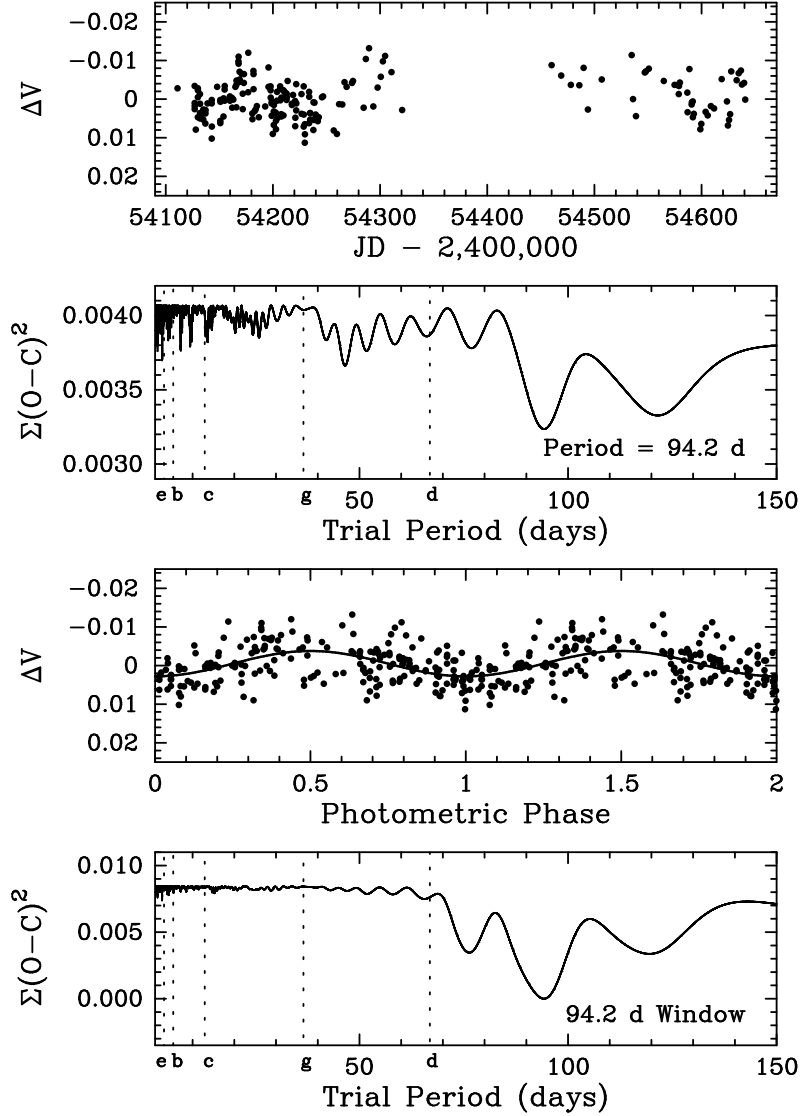 −0.02
−0.01
0
0.01
0.02
ΔV
54100 54200 54300 54400 54500 54600
JD − 2,400,000
0.0040
0.0035
0.0030
Σ(O−C)²
Period = 94.2 d
e b c g d
50 100 150
Trial Period (days)
−0.02
−0.01
0
0.01
0.02
ΔV
0 0.5 1 1.5 2
Photometric Phase
0.010
0.005
0.000
Σ(O−C)²
94.2 d Window
e b c g d
50 100 150
Trial Period (days)